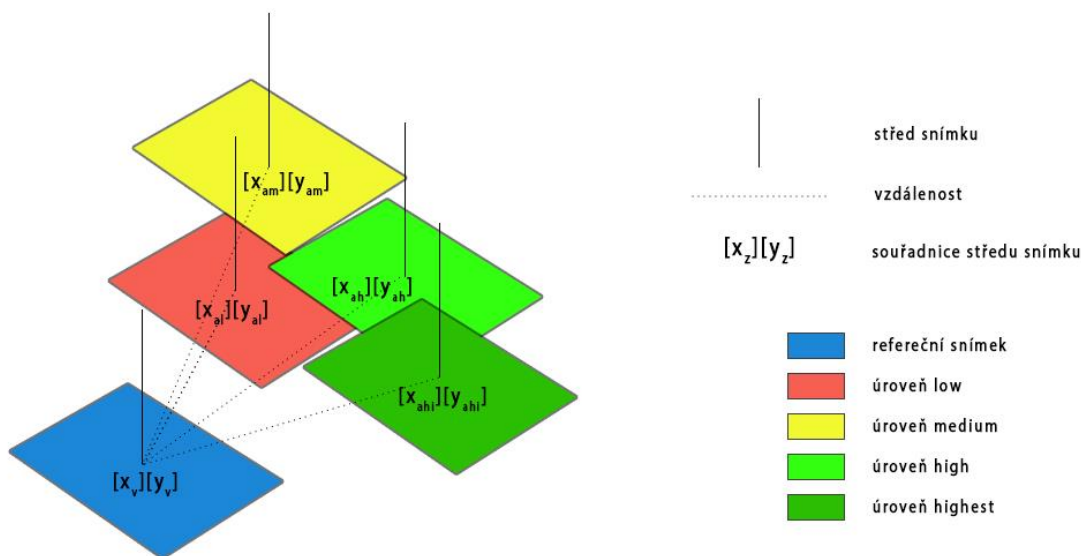 [x_am][y_am]
[x_ah][y_ah]
[x_al][y_al]
[x_ahi][y_ahi]
[x_v][y_v]
střed snímku
vzdálenost
[x_z][y_z] souřadnice středu snímku
refereční snímek
úroveň low
úroveň medium
úroveň high
úroveň highest